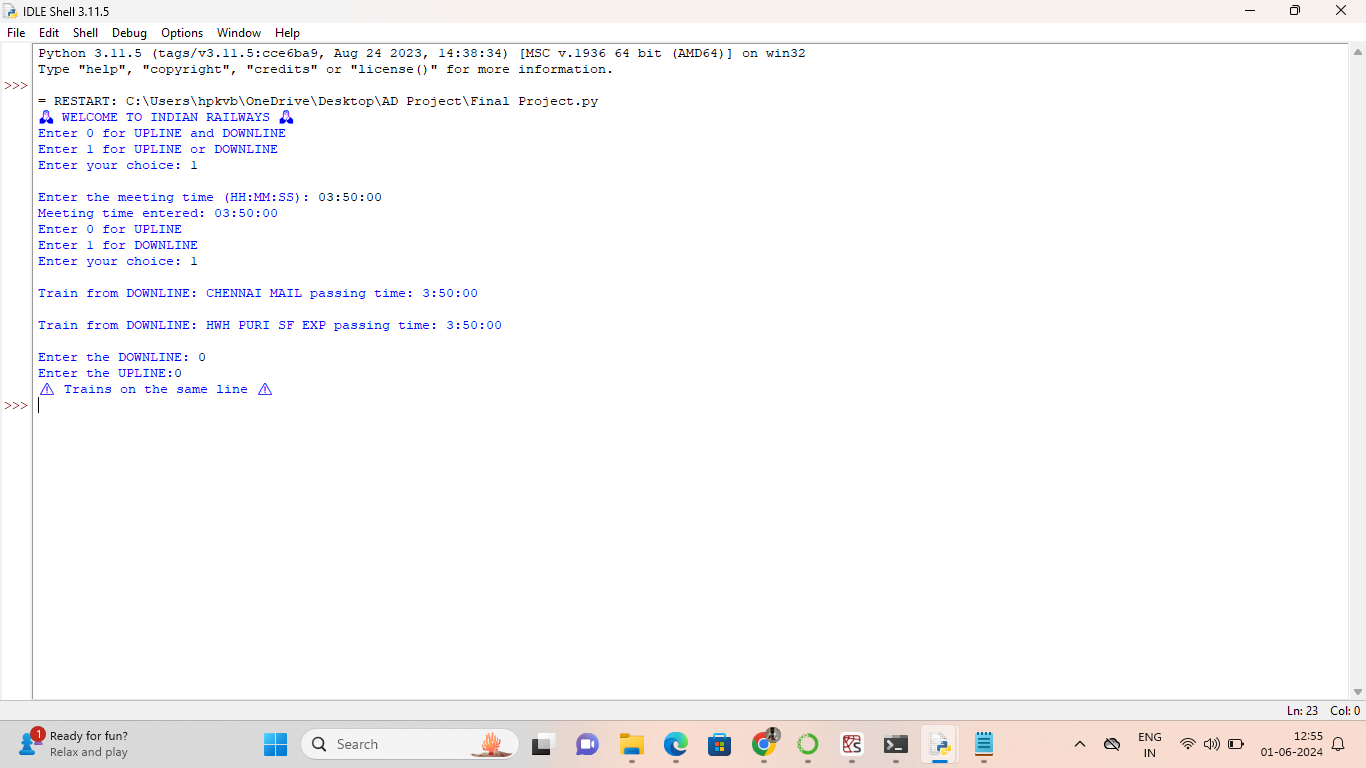 IDLE Shell 3.11.5
File Edit Shell Debug Options Window Help
Python 3.11.5 (tags/v3.11.5:cce6ba9, Aug 24 2023, 14:38:34) [MSC v.1936 64 bit (AMD64)] on win32
Type "help", "copyright", "credits" or "license()" for more information.
>>>
= RESTART: C:\Users\hpkvb\OneDrive\Desktop\AD Project\Final Project.py
WELCOME TO INDIAN RAILWAYS
Enter 0 for UPLINE and DOWNLINE
Enter 1 for UPLINE or DOWNLINE
Enter your choice: 1
Enter the meeting time (HH:MM:SS): 03:50:00
Meeting time entered: 03:50:00
Enter 0 for UPLINE
Enter 1 for DOWNLINE
Enter your choice: 1
Train from DOWNLINE: CHENNAI MAIL passing time: 3:50:00
Train from DOWNLINE: HWH PURI SF EXP passing time: 3:50:00
Enter the DOWNLINE: 0
Enter the UPLINE:0
⚠ Trains on the same line ⚠
>>>
Ln: 23 Col: 0
1
Ready for fun?
Relax and play
Search
ENG
IN
12:55
01-06-2024